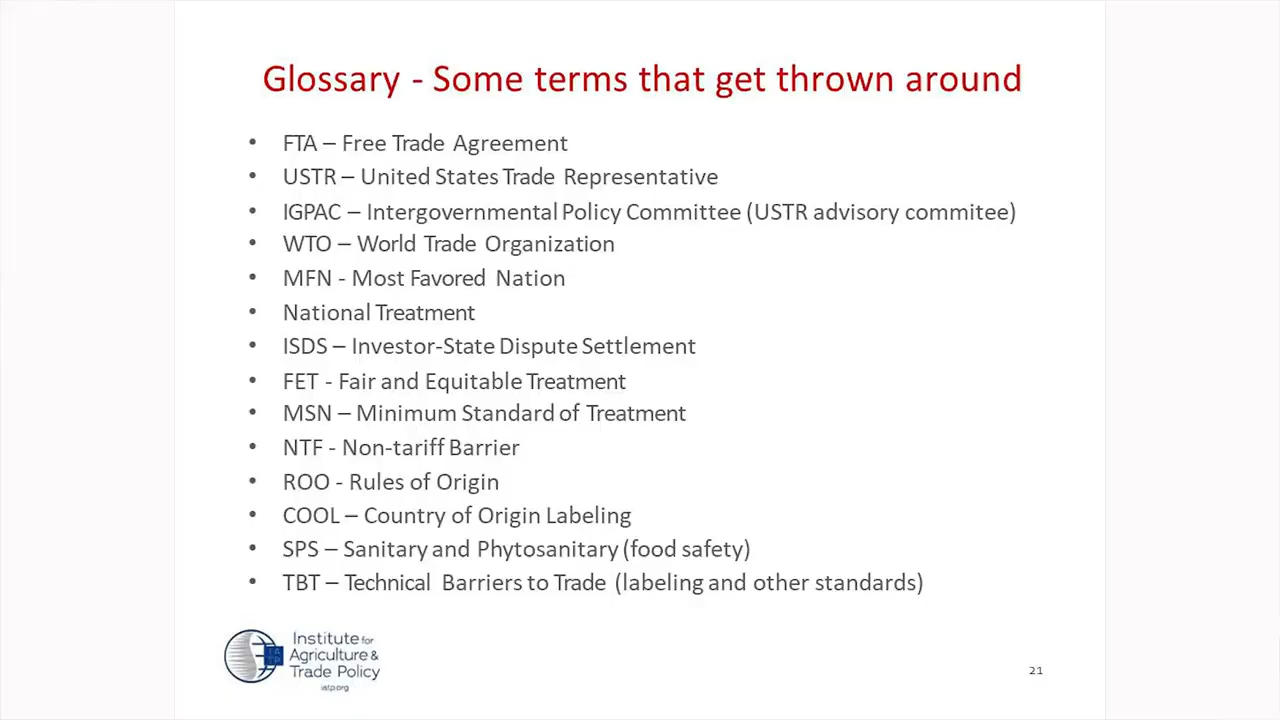 Glossary - Some terms that get thrown around
• FTA – Free Trade Agreement
• USTR – United States Trade Representative
• IGPAC – Intergovernmental Policy Committee (USTR advisory commitee)
• WTO – World Trade Organization
• MFN - Most Favored Nation
• National Treatment
• ISDS – Investor-State Dispute Settlement
• FET - Fair and Equitable Treatment
• MSN – Minimum Standard of Treatment
• NTF - Non-tariff Barrier
• ROO - Rules of Origin
• COOL – Country of Origin Labeling
• SPS – Sanitary and Phytosanitary (food safety)
• TBT – Technical Barriers to Trade (labeling and other standards)
IA
TP
Institute for
Agriculture &
Trade Policy
iatp.org
21